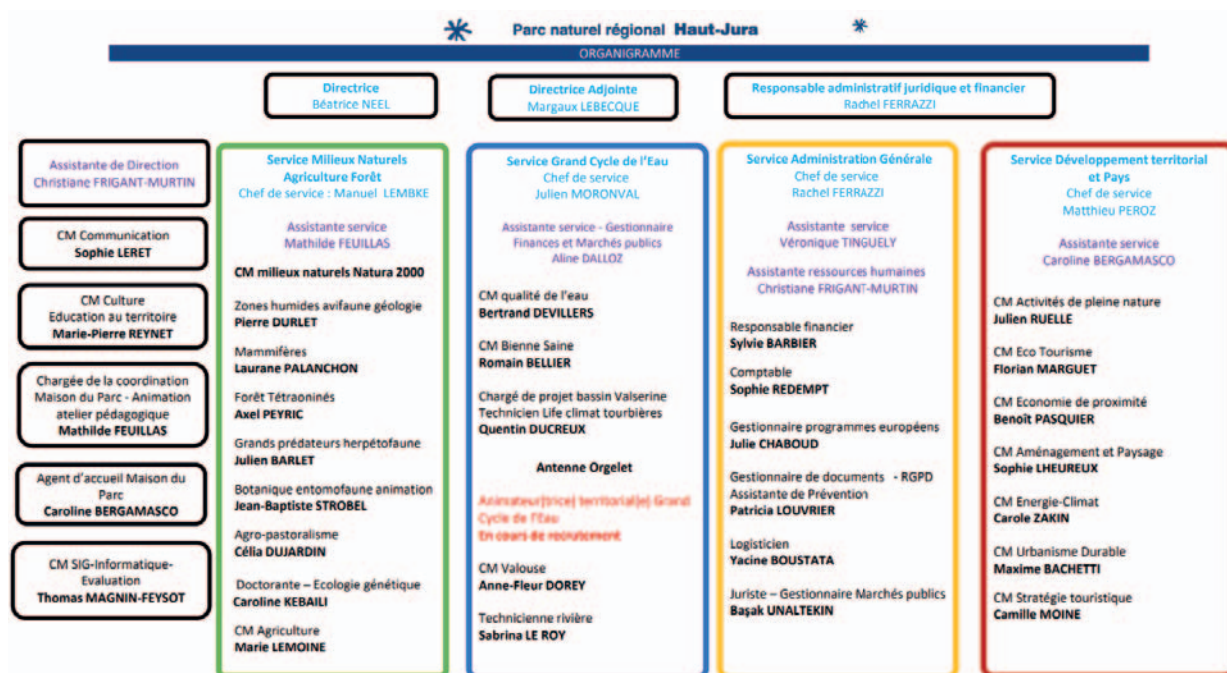 Parc naturel régional Haut-Jura
ORGANIGRAMME
Directrice
Béatrice NEEL
Directrice Adjointe
Margaux LEBECQUE
Responsable administratif juridique et financier
Rachel FERRAZZI
Assistante de Direction
Christiane FRIGANT-MURTIN
CM Communication
Sophie LERET
CM Culture
Education au territoire
Marie-Pierre REYNET
Chargée de la coordination
Maison du Parc - Animation
atelier pédagogique
Mathilde FEUILLAS
Agent d’accueil Maison du
Parc
Caroline BERGAMASCO
CM SIG-Informatique-
Evaluation
Thomas MAGNIN-FEYSOT
Service Milieux Naturels
Agriculture Forêt
Chef de service : Manuel LEMBKE
Assistante service
Mathilde FEUILLAS
CM milieux naturels Natura 2000
Zones humides avifaune géologie
Pierre DURLET
Mammifères
Laurane PALANCHON
Forêt Tétraoninés
Axel PEYRIC
Grands prédateurs herpétofaune
Julien BARLET
Botanique entomofaune animation
Jean-Baptiste STROBEL
Agro-pastoralisme
Célia DUJARDIN
Doctorante – Ecologie génétique
Caroline KEBAILI
CM Agriculture
Marie LEMOINE
Service Grand Cycle de l’Eau
Chef de service
Julien MORONVAL
Assistante service - Gestionnaire
Finances et Marchés publics
Aline DALLOZ
CM qualité de l’eau
Bertrand DEVILLERS
CM Bienne Saine
Romain BELLIER
Chargé de projet bassin Valserine
Technicien Life climat tourbières
Quentin DUCREUX
Antenne Orgelet
Animateur(trice) territorial(e) Grand
Cycle de l’Eau
En cours de recrutement
CM Valouse
Anne-Fleur DOREY
Technicienne rivière
Sabrina LE ROY
Service Administration Générale
Chef de service
Rachel FERRAZZI
Assistante service
Véronique TINGUELY
Assistante ressources humaines
Christiane FRIGANT-MURTIN
Responsable financier
Sylvie BARBIER
Comptable
Sophie REDEMPT
Gestionnaire programmes européens
Julie CHABOUD
Gestionnaire de documents - RGPD
Assistante de Prévention
Patricia LOUVRIER
Logisticien
Yacine BOUSTATA
Juriste – Gestionnaire Marchés publics
Başak UNALTEKIN
Service Développement territorial
et Pays
Chef de service
Matthieu PEROZ
Assistante service
Caroline BERGAMASCO
CM Activités de pleine nature
Julien RUELLE
CM Eco Tourisme
Florian MARGUET
CM Economie de proximité
Benoît PASQUIER
CM Aménagement et Paysage
Sophie LHEUREUX
CM Energie-Climat
Carole ZAKIN
CM Urbanisme Durable
Maxime BACHETTI
CM Stratégie touristique
Camille MOINE